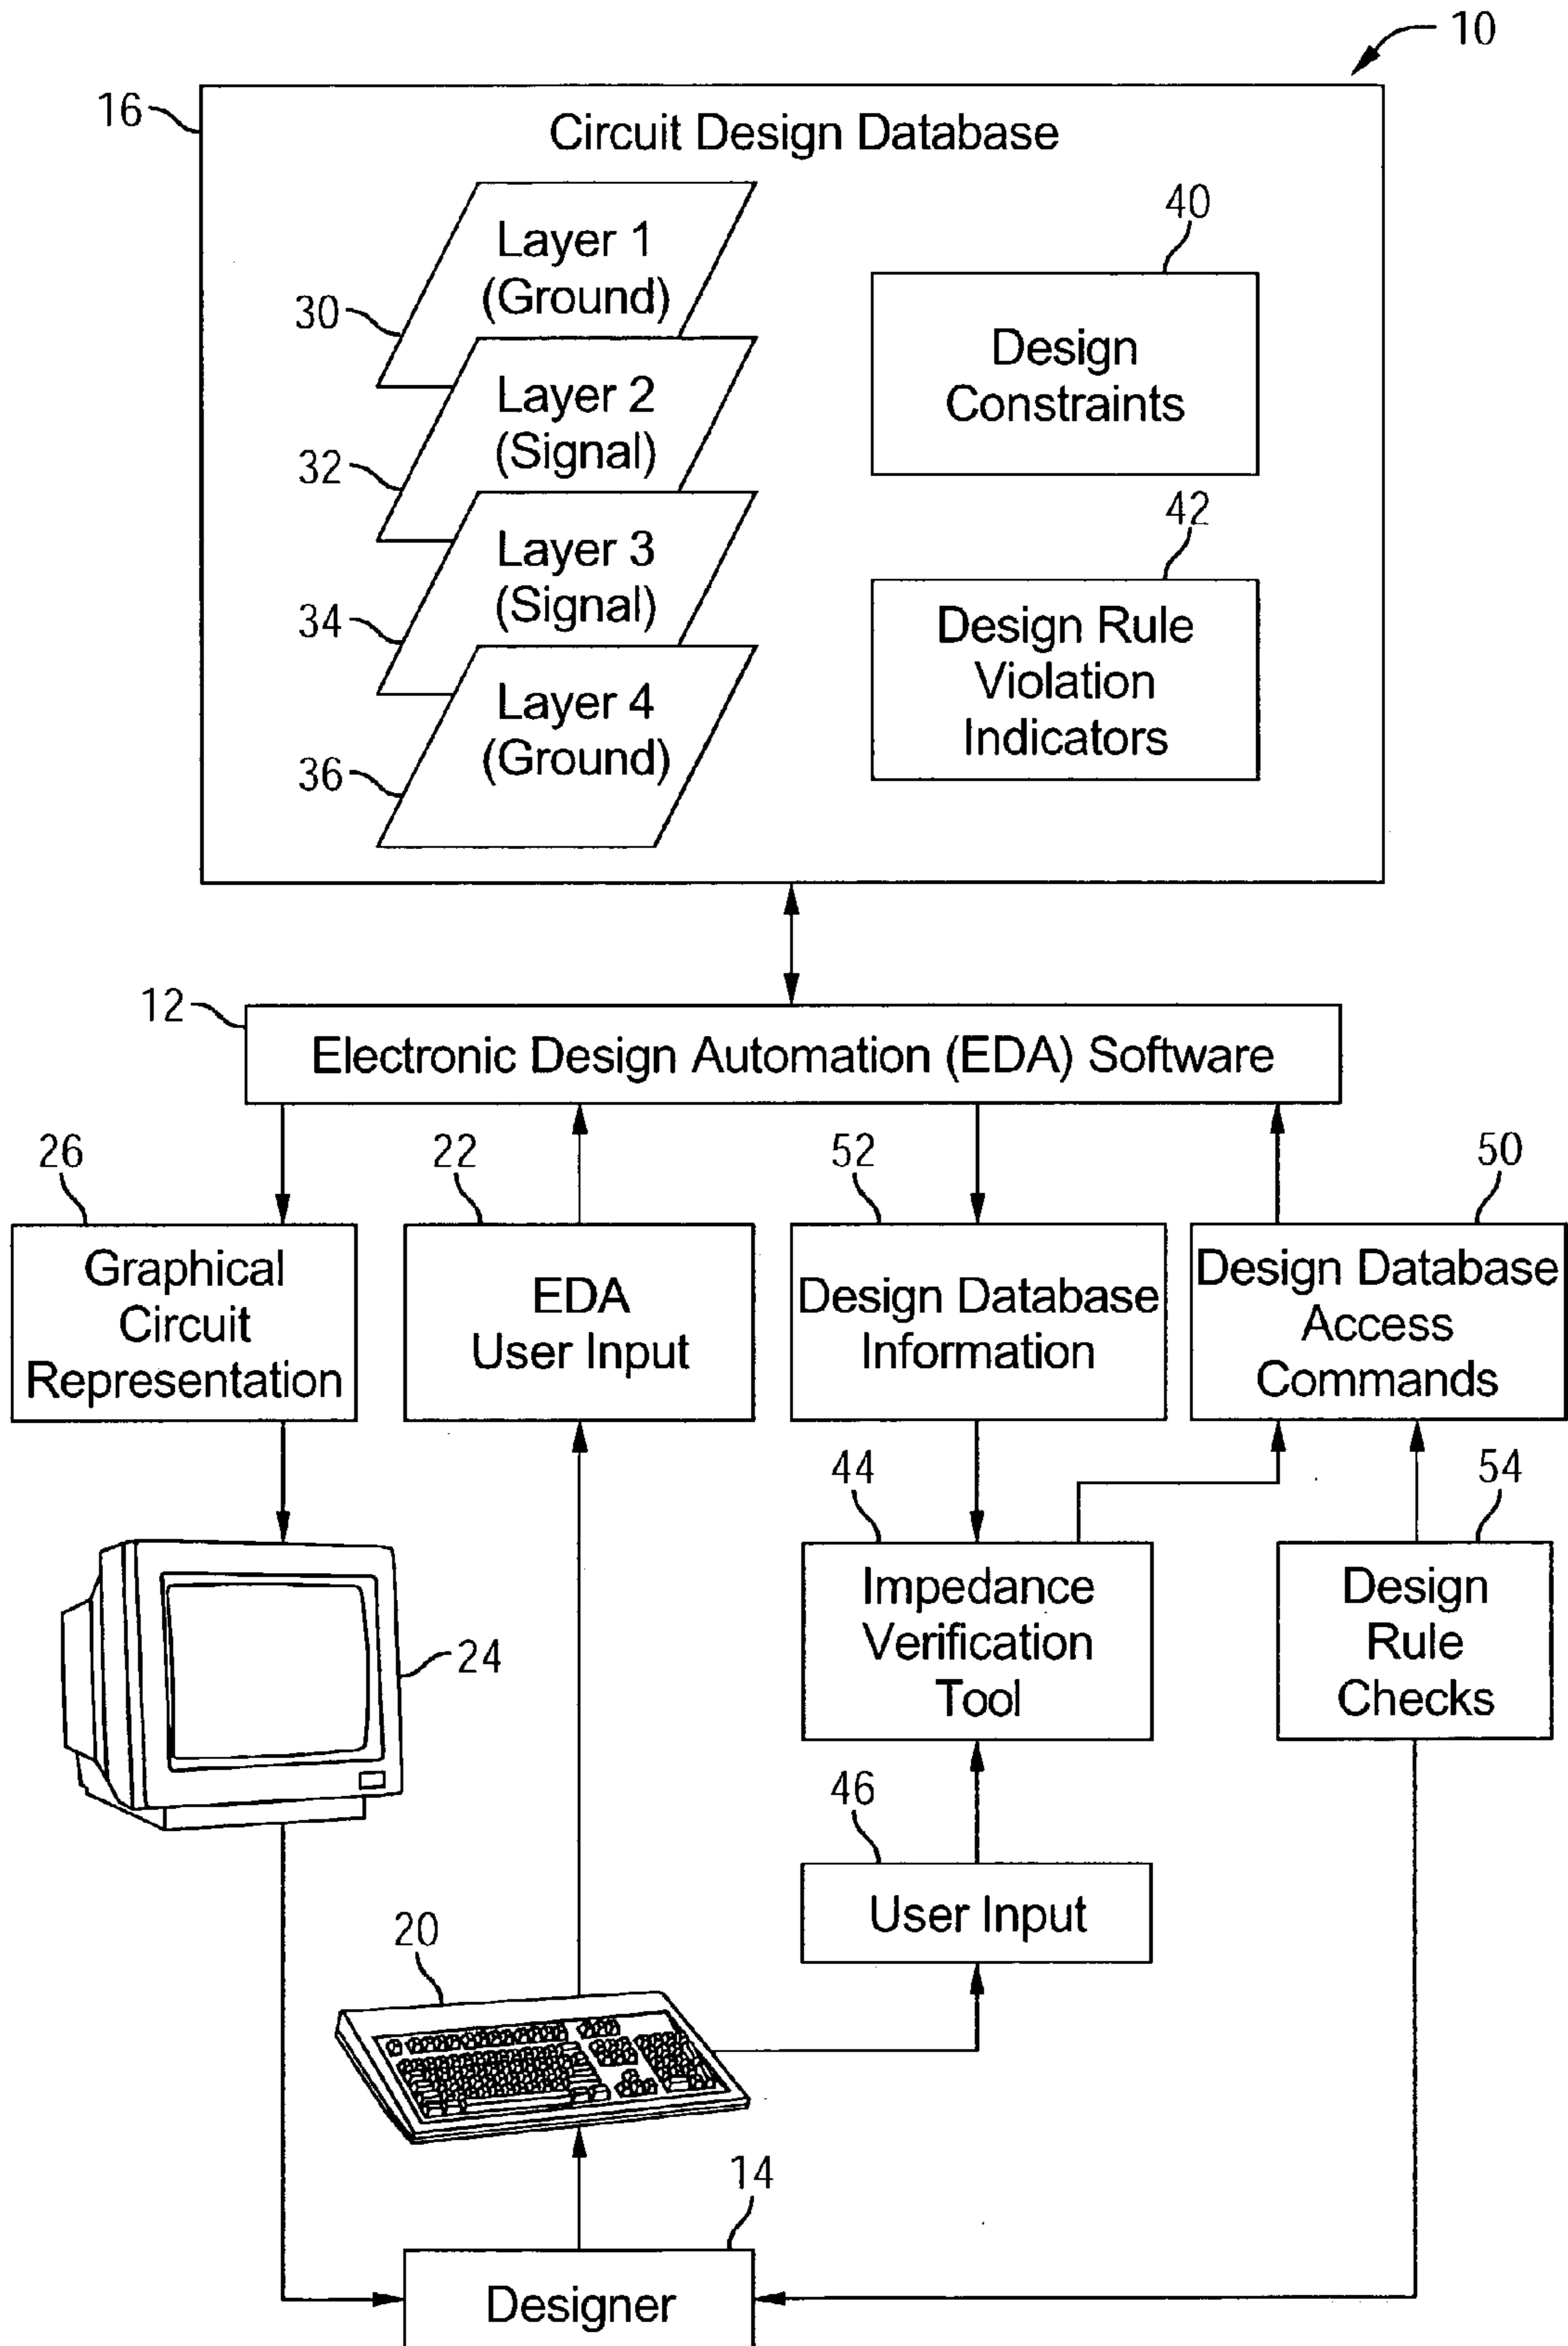 10
16
Circuit Design Database
Layer 1
(Ground)
30
Layer 2
(Signal)
32
Layer 3
(Signal)
34
Layer 4
(Ground)
36
40
Design
Constraints
42
Design Rule
Violation
Indicators
12
Electronic Design Automation (EDA) Software
26
Graphical
Circuit
Representation
22
EDA
User Input
52
Design Database
Information
50
Design Database
Access
Commands
24
44
Impedance
Verification
Tool
54
Design
Rule
Checks
46
User Input
20
14
Designer